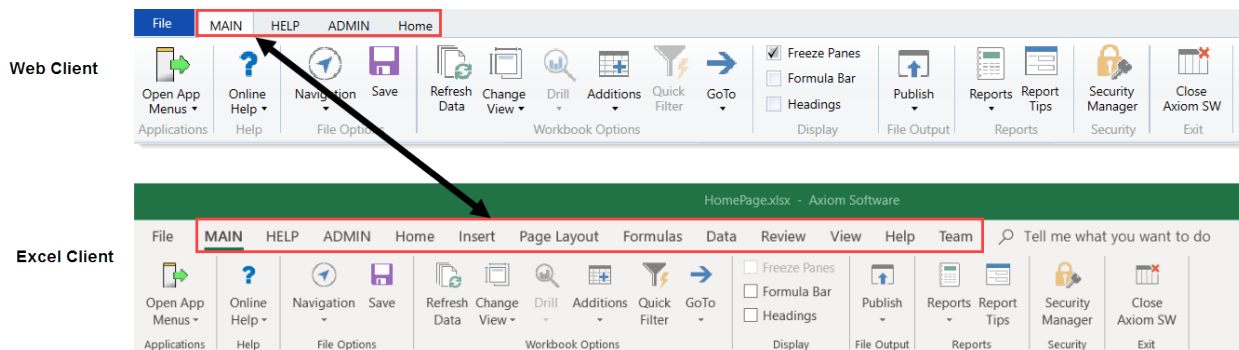 File MAIN HELP ADMIN Home
Web Client
Open App Menus Online Help Navigation Save Refresh Data Change View Drill Additions Quick Filter GoTo Freeze Panes Formula Bar Headings Publish Reports Report Tips Security Manager Close Axiom SW
Applications Help File Options Workbook Options Display File Output Reports Security Exit
HomePage.xlsx - Axiom Software
File MAIN HELP ADMIN Home Insert Page Layout Formulas Data Review View Help Team Tell me what you want to do
Excel Client
Open App Menus Online Help Navigation Save Refresh Data Change View Drill Additions Quick Filter GoTo Freeze Panes Formula Bar Headings Publish Reports Report Tips Security Manager Close Axiom SW
Applications Help File Options Workbook Options Display File Output Reports Security Exit